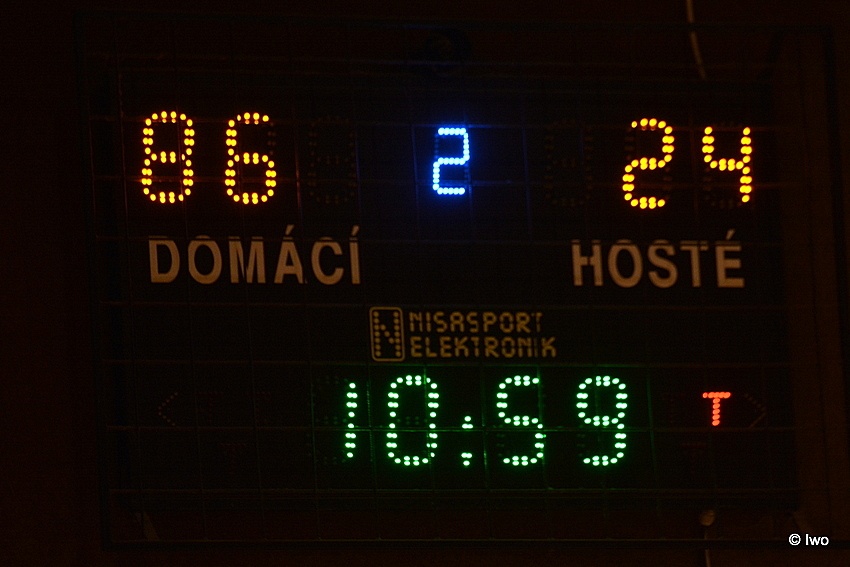 86 2 24
DOMÁCÍ HOSTÉ
N NISASPORT
ELEKTRONIK
10:59 T
© Iwo